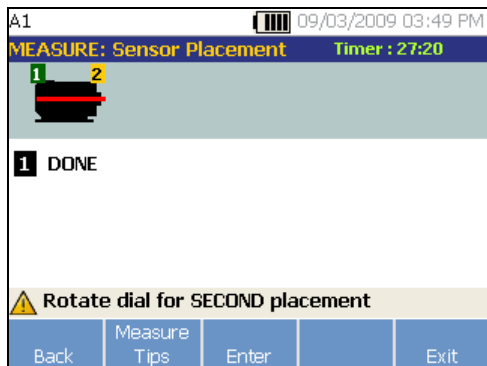 A1 09/03/2009 03:49 PM
MEASURE: Sensor Placement Timer : 27:20
1 2
1 DONE
Rotate dial for SECOND placement
Back Measure Tips Enter Exit